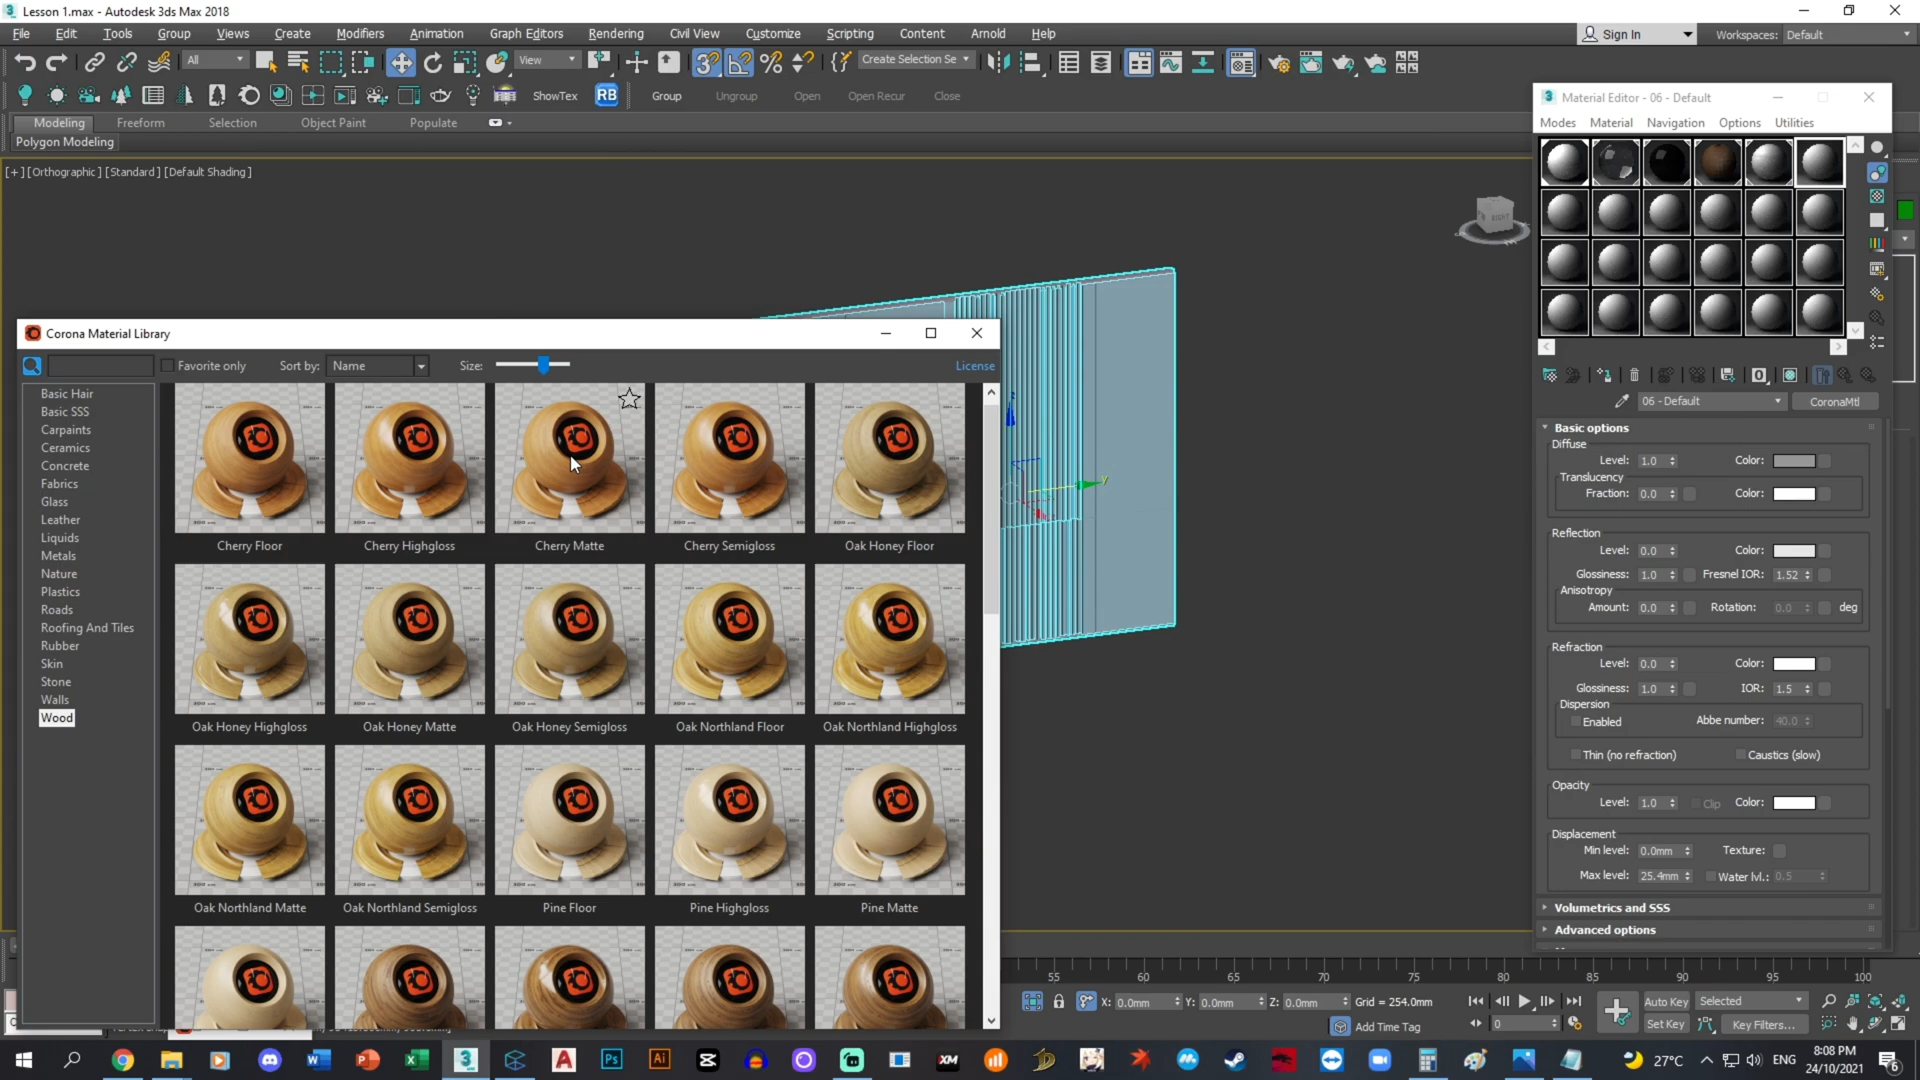 Lesson 1.max - Autodesk 3ds Max 2018
File Edit Tools Group Views Create Modifiers Animation Graph Editors Rendering Civil View Customize Scripting Content Arnold Help
Sign In Workspaces: Default
All View Create Selection Se
ShowTex RB Group Ungroup Open Open Recur Close
Modeling Freeform Selection Object Paint Populate
Polygon Modeling
[+] [Orthographic] [Standard] [Default Shading]
RIGHT
Corona Material Library
Favorite only Sort by: Name Size: License
Basic Hair
Basic SSS
Carpaints
Ceramics
Concrete
Fabrics
Glass
Leather
Liquids
Metals
Nature
Plastics
Roads
Roofing And Tiles
Rubber
Skin
Stone
Walls
Wood
Cherry Floor Cherry Highgloss Cherry Matte Cherry Semigloss Oak Honey Floor
Oak Honey Highgloss Oak Honey Matte Oak Honey Semigloss Oak Northland Floor Oak Northland Highgloss
Oak Northland Matte Oak Northland Semigloss Pine Floor Pine Highgloss Pine Matte
Material Editor - 06 - Default
Modes Material Navigation Options Utilities
06 - Default CoronaMtl
Basic options
Diffuse
Level: 1.0 Color:
Translucency
Fraction: 0.0 Color:
Reflection
Level: 0.0 Color:
Glossiness: 1.0 Fresnel IOR: 1.52
Anisotropy
Amount: 0.0 Rotation: 0.0 deg
Refraction
Level: 0.0 Color:
Glossiness: 1.0 IOR: 1.5
Dispersion
Enabled Abbe number: 40.0
Thin (no refraction) Caustics (slow)
Opacity
Level: 1.0 Clip Color:
Displacement
Min level: 0.0mm Texture:
Max level: 25.4mm Water lvl.: 0.5
Volumetrics and SSS
Advanced options
55 60 65 70 75 80 85 90 95 100
X: 0.0mm Y: 0.0mm Z: 0.0mm Grid = 254.0mm Auto Key Selected
Add Time Tag 0 Set Key Key Filters...
27°C ENG 8:08 PM
24/10/2021 6